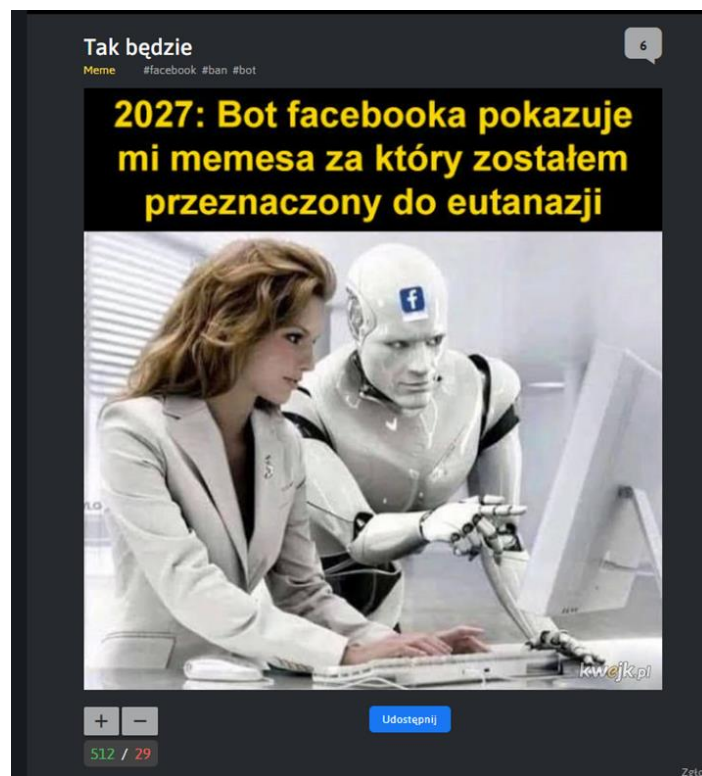 Tak będzie
6
Meme #facebook #ban #bot
2027: Bot facebooka pokazuje
mi memesa za który zostałem
przeznaczony do eutanazji
f
kwejk.pl
+ −
Udostępnij
512 / 29